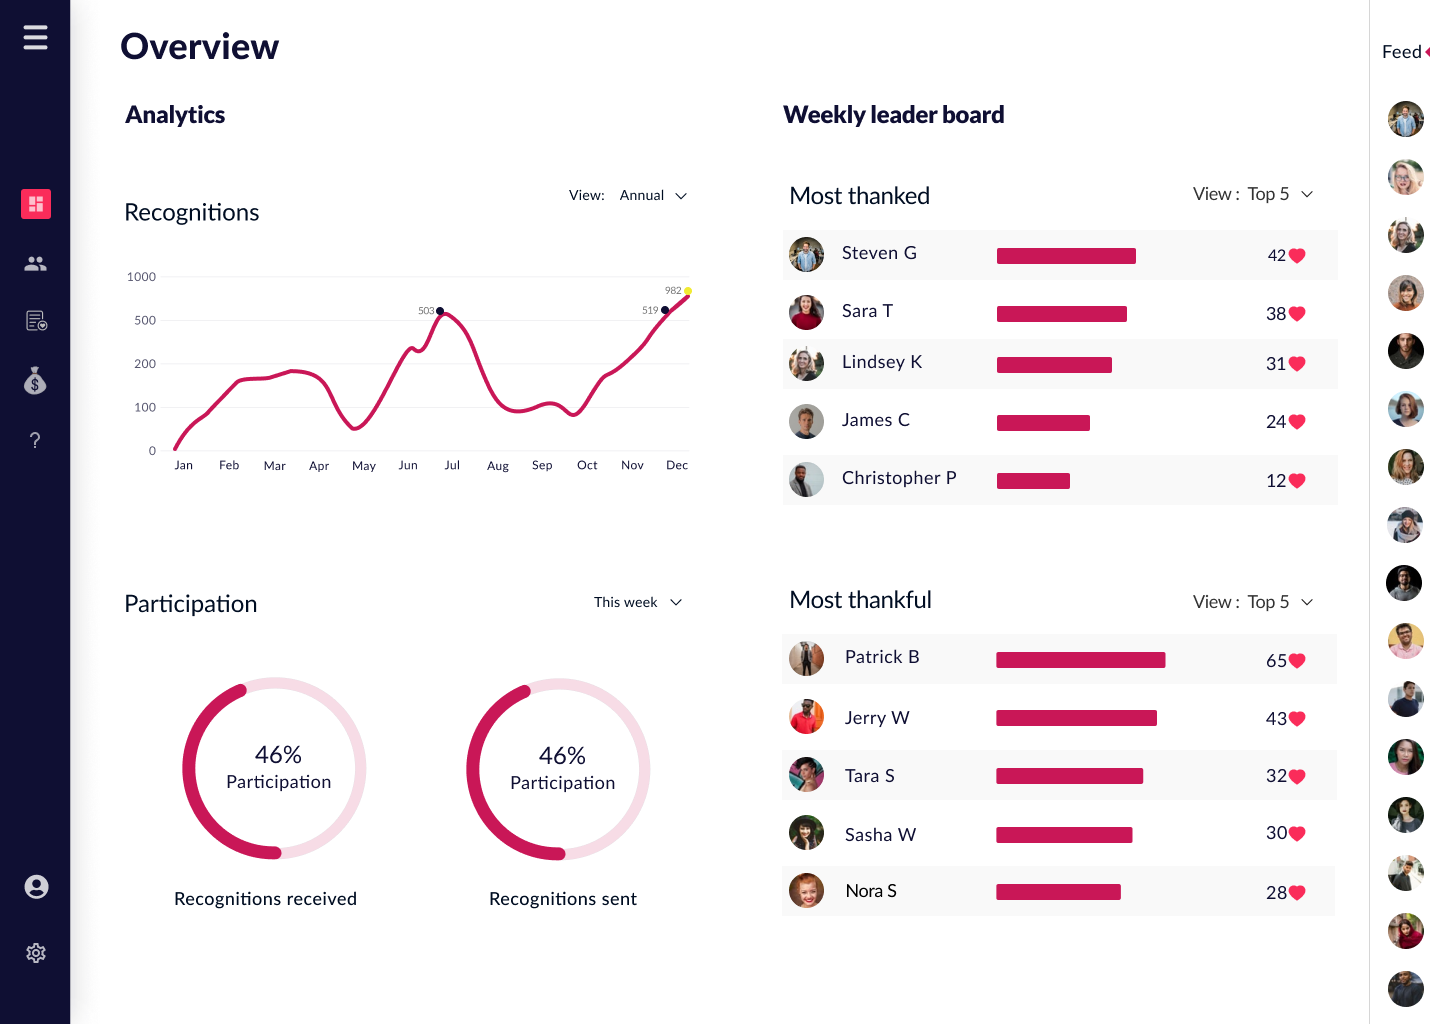 Overview
Feed
Analytics
Weekly leader board
Recognitions
View: Annual
1000
500
200
100
0
503
519
982
Jan Feb Mar Apr May Jun Jul Aug Sep Oct Nov Dec
Most thanked
View : Top 5
Steven G 42
Sara T 38
Lindsey K 31
James C 24
Christopher P 12
Participation
This week
46%
Participation
Recognitions received
46%
Participation
Recognitions sent
Most thankful
View : Top 5
Patrick B 65
Jerry W 43
Tara S 32
Sasha W 30
Nora S 28